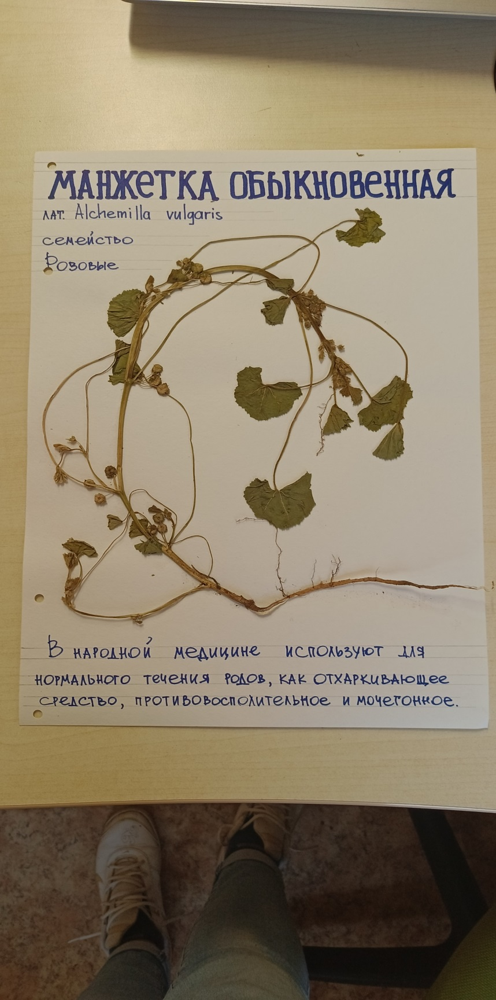 МАНЖЕТКА ОБЫКНОВЕННАЯ
ЛАТ. Alchemilla vulgaris
семейство
Розовые
В народной медицине используют для
нормального течения родов, как отхаркивающее
средство, противовосполительное и мочегонное.